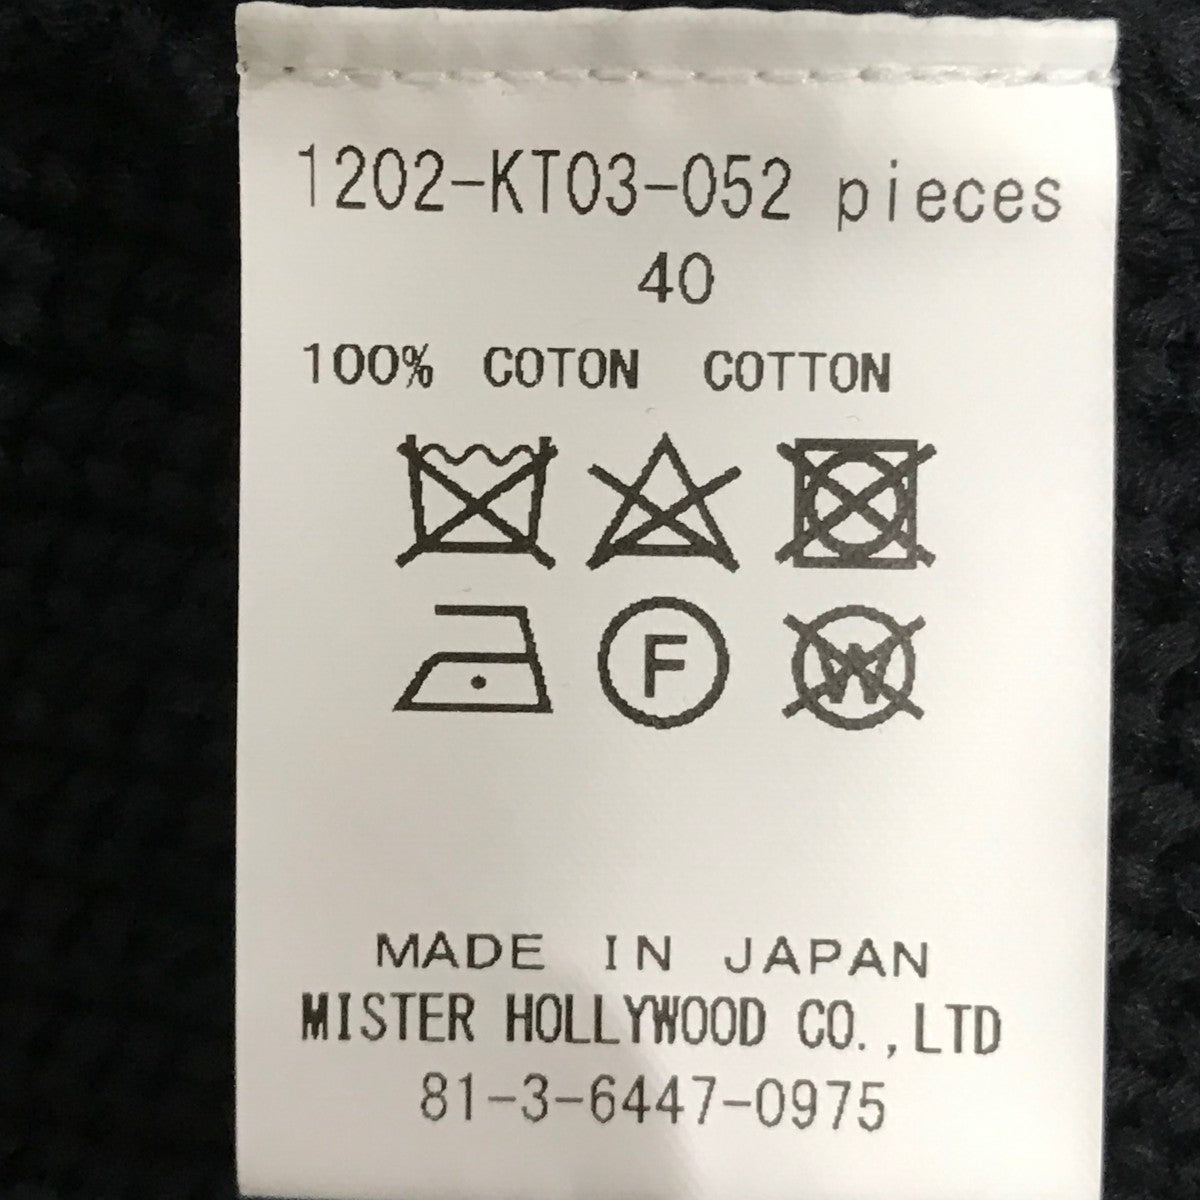 1202-KT03-052 pieces
40
100% COTON COTTON
F W
MADE IN JAPAN
MISTER HOLLYWOOD CO.,LTD
81-3-6447-0975